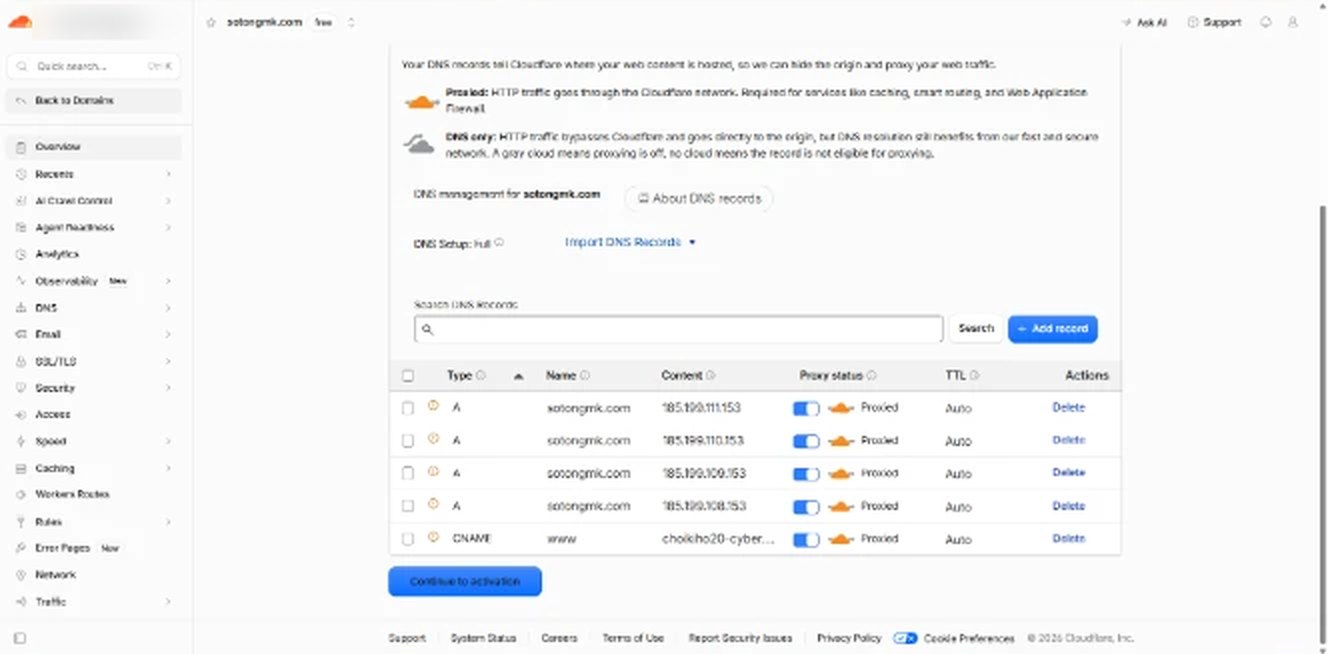 sotongmk.com free
Ask AI
Support
Quick search...
Ctrl K
Back to Domains
Overview
Recents
AI Crawl Control
Agent Readiness
Analytics
Observability New
DNS
Email
SSL/TLS
Security
Access
Speed
Caching
Workers Routes
Rules
Error Pages New
Network
Traffic
Your DNS records tell Cloudflare where your web content is hosted, so we can hide the origin and proxy your web traffic.
Proxied: HTTP traffic goes through the Cloudflare network. Required for services like caching, smart routing, and Web Application
Firewall.
DNS only: HTTP traffic bypasses Cloudflare and goes directly to the origin, but DNS resolution still benefits from our fast and secure
network. A gray cloud means proxying is off, no cloud means the record is not eligible for proxying.
DNS management for sotongmk.com
About DNS records
DNS Setup: Full
Import DNS Records
Search DNS Records
Search
+ Add record
Type Name Content Proxy status TTL Actions
A sotongmk.com 185.199.111.153 Proxied Auto Delete
A sotongmk.com 185.199.110.153 Proxied Auto Delete
A sotongmk.com 185.199.109.153 Proxied Auto Delete
A sotongmk.com 185.199.108.153 Proxied Auto Delete
CNAME www choikiho20-cyber... Proxied Auto Delete
Continue to activation
Support System Status Careers Terms of Use Report Security Issues Privacy Policy Cookie Preferences © 2026 Cloudflare, Inc.